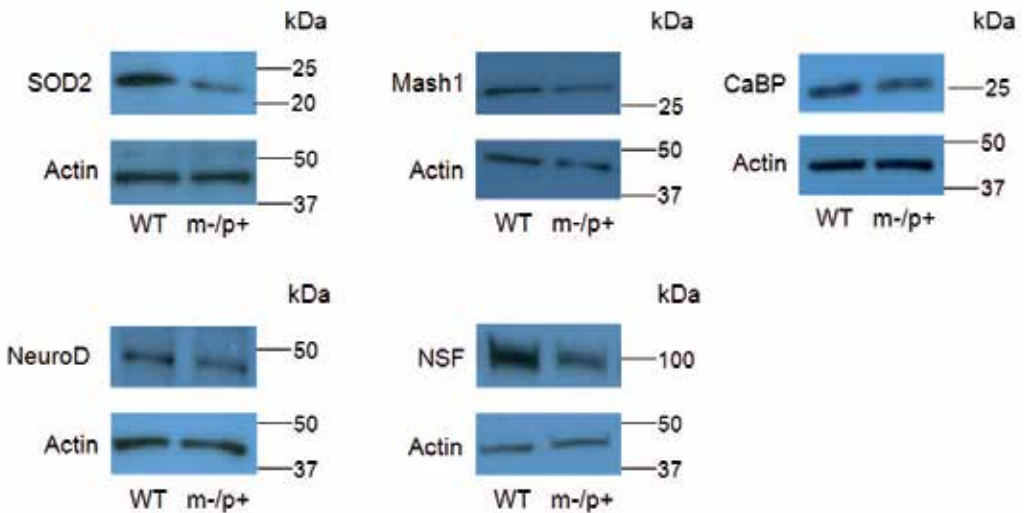 kDa
SOD2
25
20
Actin
50
37
WT m-/p+
kDa
Mash1
25
Actin
50
37
WT m-/p+
kDa
CaBP
25
Actin
50
37
WT m-/p+
kDa
NeuroD
50
Actin
50
37
WT m-/p+
kDa
NSF
100
Actin
50
37
WT m-/p+